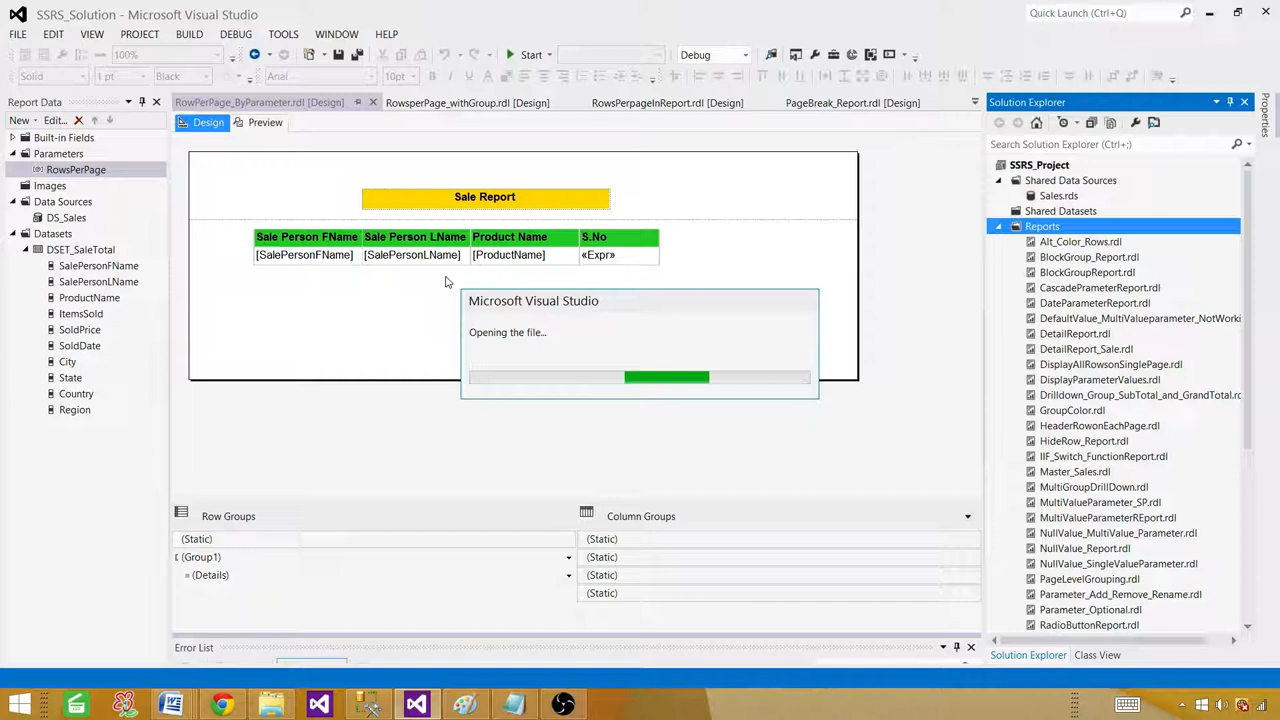 SSRS_Solution - Microsoft Visual Studio
Quick Launch (Ctrl+Q)
FILE EDIT VIEW PROJECT BUILD DEBUG TOOLS WINDOW HELP
100% Start Debug
Solid 1 pt Black 10pt
Report Data
RowPerPage_ByParameter.rdl [Design] RowsperPage_withGroup.rdl [Design] RowsPerpageInReport.rdl [Design] PageBreak_Report.rdl [Design]
Solution Explorer
Properties
New Edit...
Design Preview
Built-in Fields
Parameters
RowsPerPage
Images
Data Sources
DS_Sales
Datasets
DSET_SaleTotal
SalePersonFName
SalePersonLName
ProductName
ItemsSold
SoldPrice
SoldDate
City
State
Country
Region
Sale Report
Sale Person FName Sale Person LName Product Name S.No
[SalePersonFName] [SalePersonLName] [ProductName] «Expr»
Microsoft Visual Studio
Opening the file...
Row Groups
Column Groups
(Static) (Static)
(Group1) (Static)
(Details) (Static)
(Static)
Error List
Search Solution Explorer (Ctrl+;)
SSRS_Project
Shared Data Sources
Sales.rds
Shared Datasets
Reports
Alt_Color_Rows.rdl
BlockGroup_Report.rdl
BlockGroupReport.rdl
CascadePrameterReport.rdl
DateParameterReport.rdl
DefaultValue_MultiValueparameter_NotWorki
DetailReport.rdl
DetailReport_Sale.rdl
DisplayAllRowsonSinglePage.rdl
DisplayParameterValues.rdl
Drilldown_Group_SubTotal_and_GrandTotal.rd
GroupColor.rdl
HeaderRowonEachPage.rdl
HideRow_Report.rdl
IIF_Switch_FunctionReport.rdl
Master_Sales.rdl
MultiGroupDrillDown.rdl
MultiValueParameter_SP.rdl
MultiValueParameterREport.rdl
NullValue_MultiValue_Parameter.rdl
NullValue_Report.rdl
NullValue_SingleValueParameter.rdl
PageLevelGrouping.rdl
Parameter_Add_Remove_Rename.rdl
Parameter_Optional.rdl
RadioButtonReport.rdl
Solution Explorer Class View